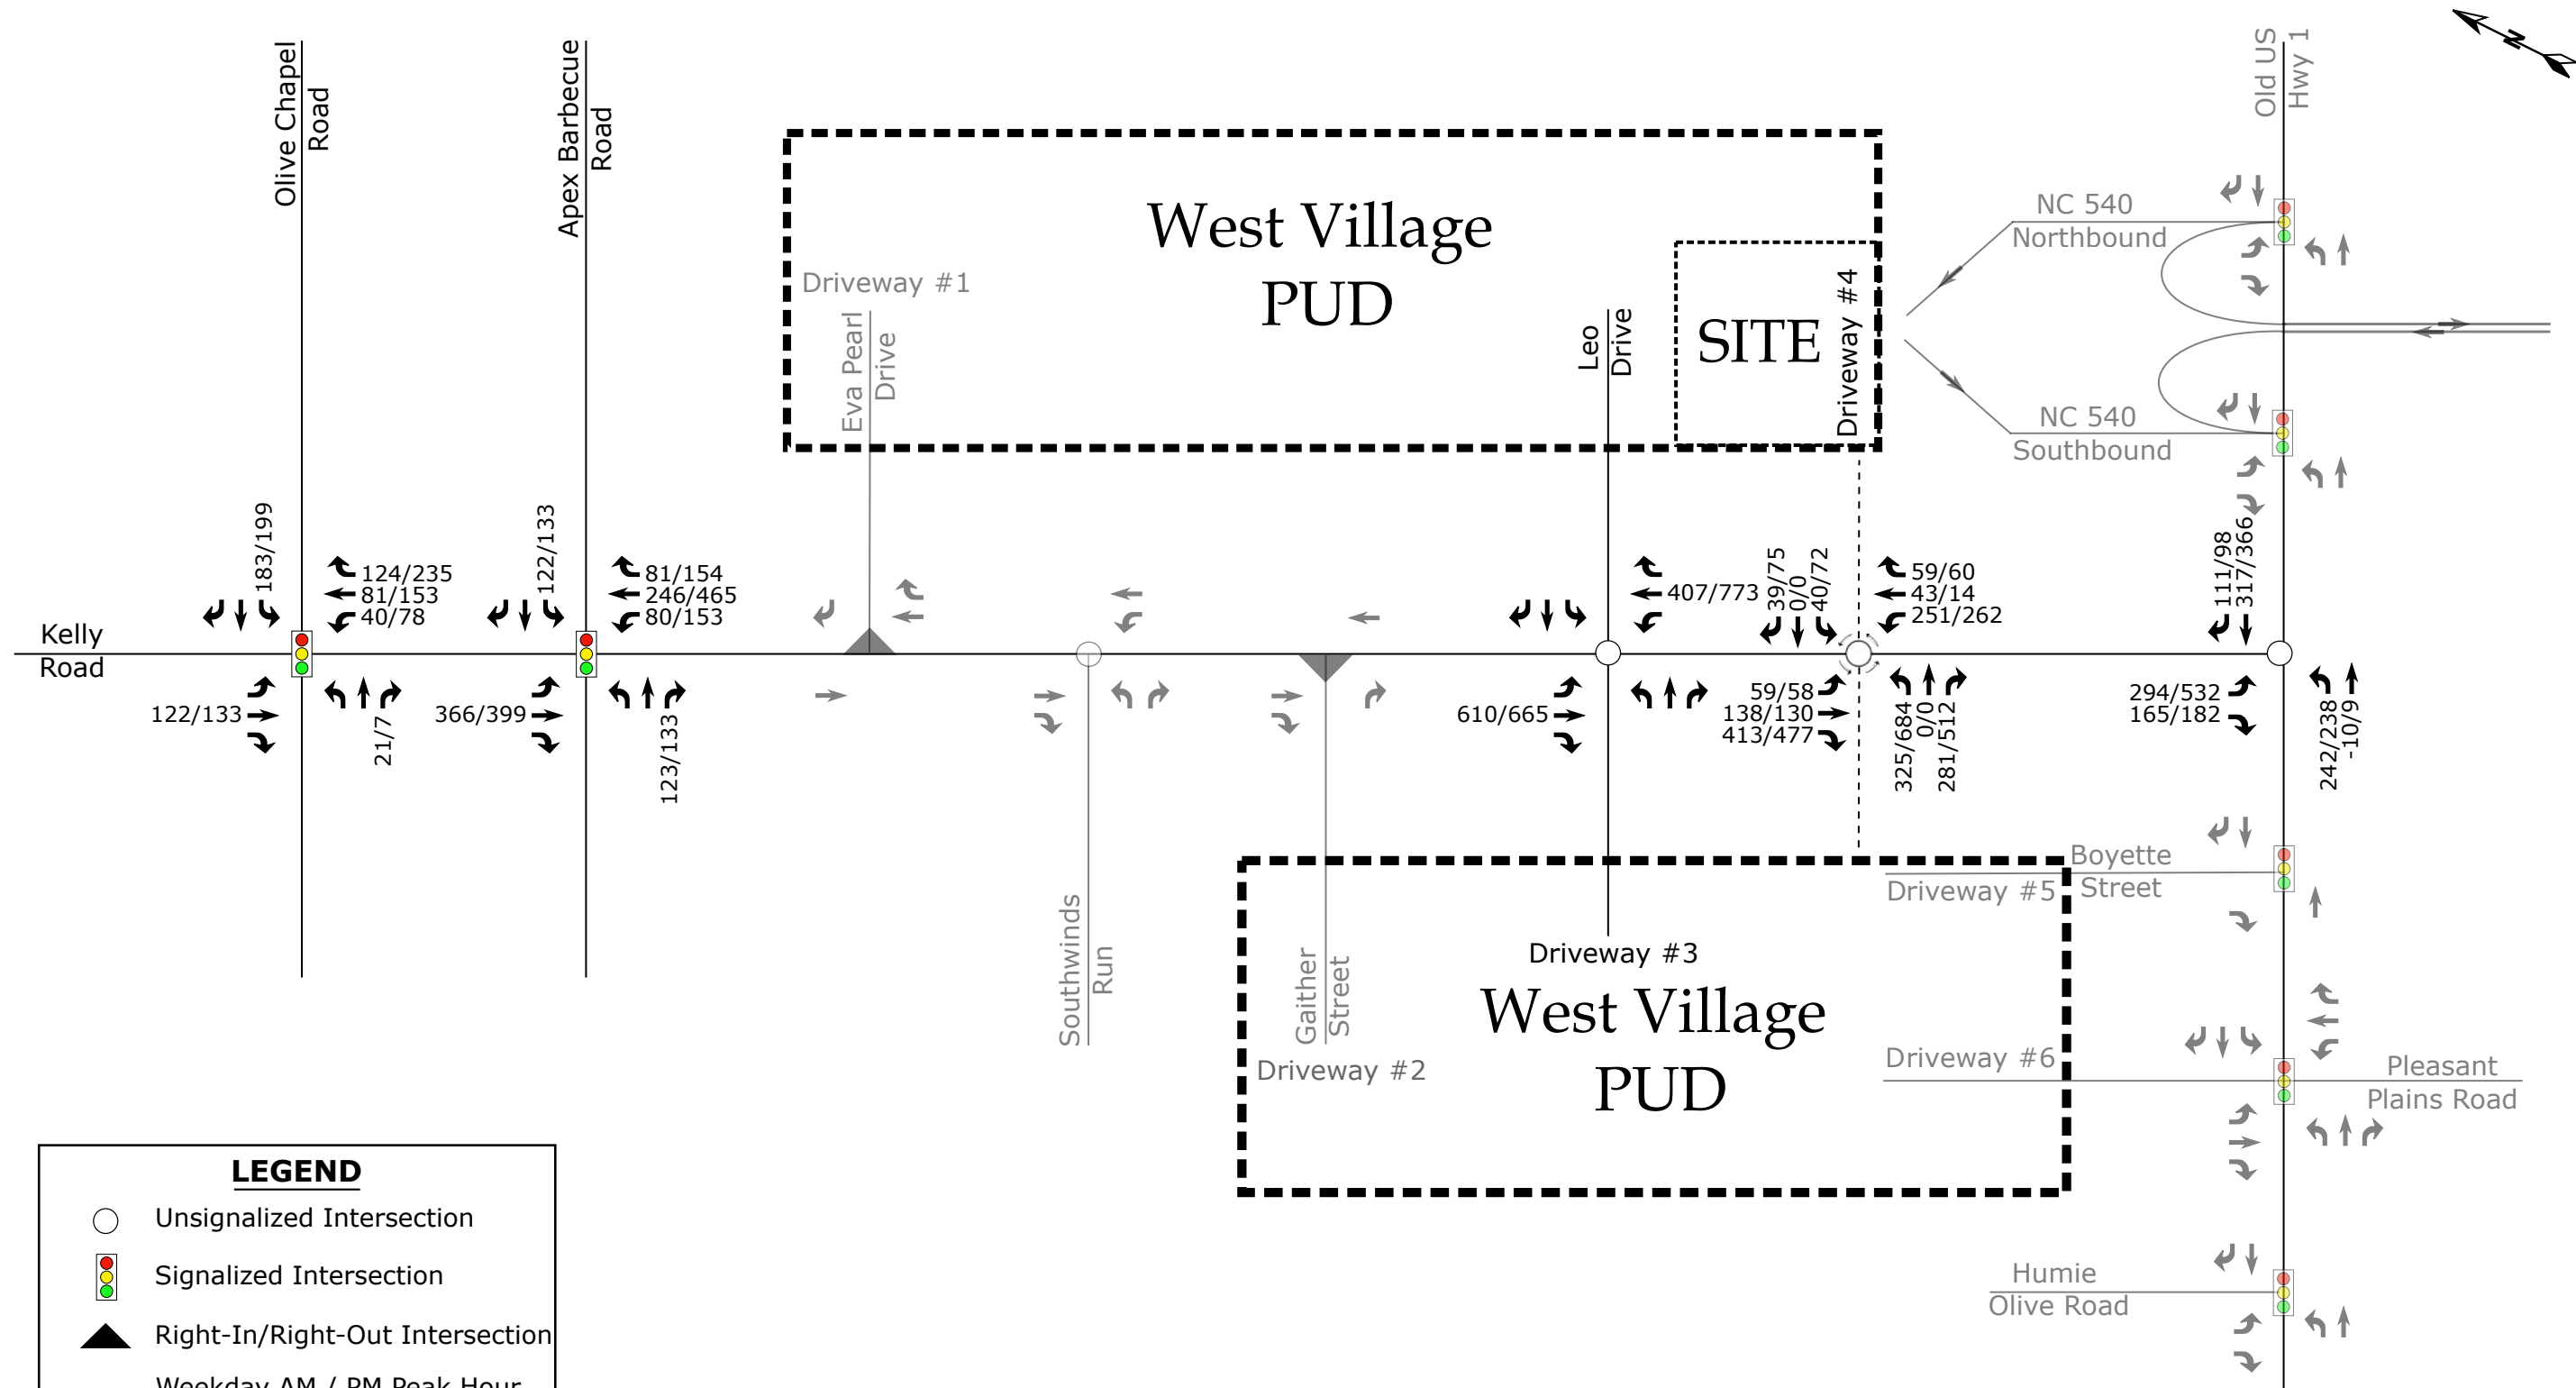 Olive Chapel
Road
Apex Barbecue
Road
Old US
Hwy 1
N
West Village
PUD
NC 540
Northbound
Driveway #1
Eva Pearl
Drive
Leo
Drive
SITE
Driveway #4
NC 540
Southbound
183/199
124/235
81/153
40/78
122/133
81/154
246/465
80/153
407/773
39/75
0/0
40/72
59/60
43/14
251/262
111/98
317/366
Kelly
Road
122/133
21/7
366/399
123/133
610/665
59/58
138/130
413/477
325/684
0/0
281/512
294/532
165/182
242/238
-10/9
Boyette
Street
Driveway #5
Southwinds
Run
Gaither
Street
Driveway #3
West Village
PUD
Driveway #2
Driveway #6
Pleasant
Plains Road
Humie
Olive Road
LEGEND
Unsignalized Intersection
Signalized Intersection
Right-In/Right-Out Intersection
Weekday AM / PM Peak Hour